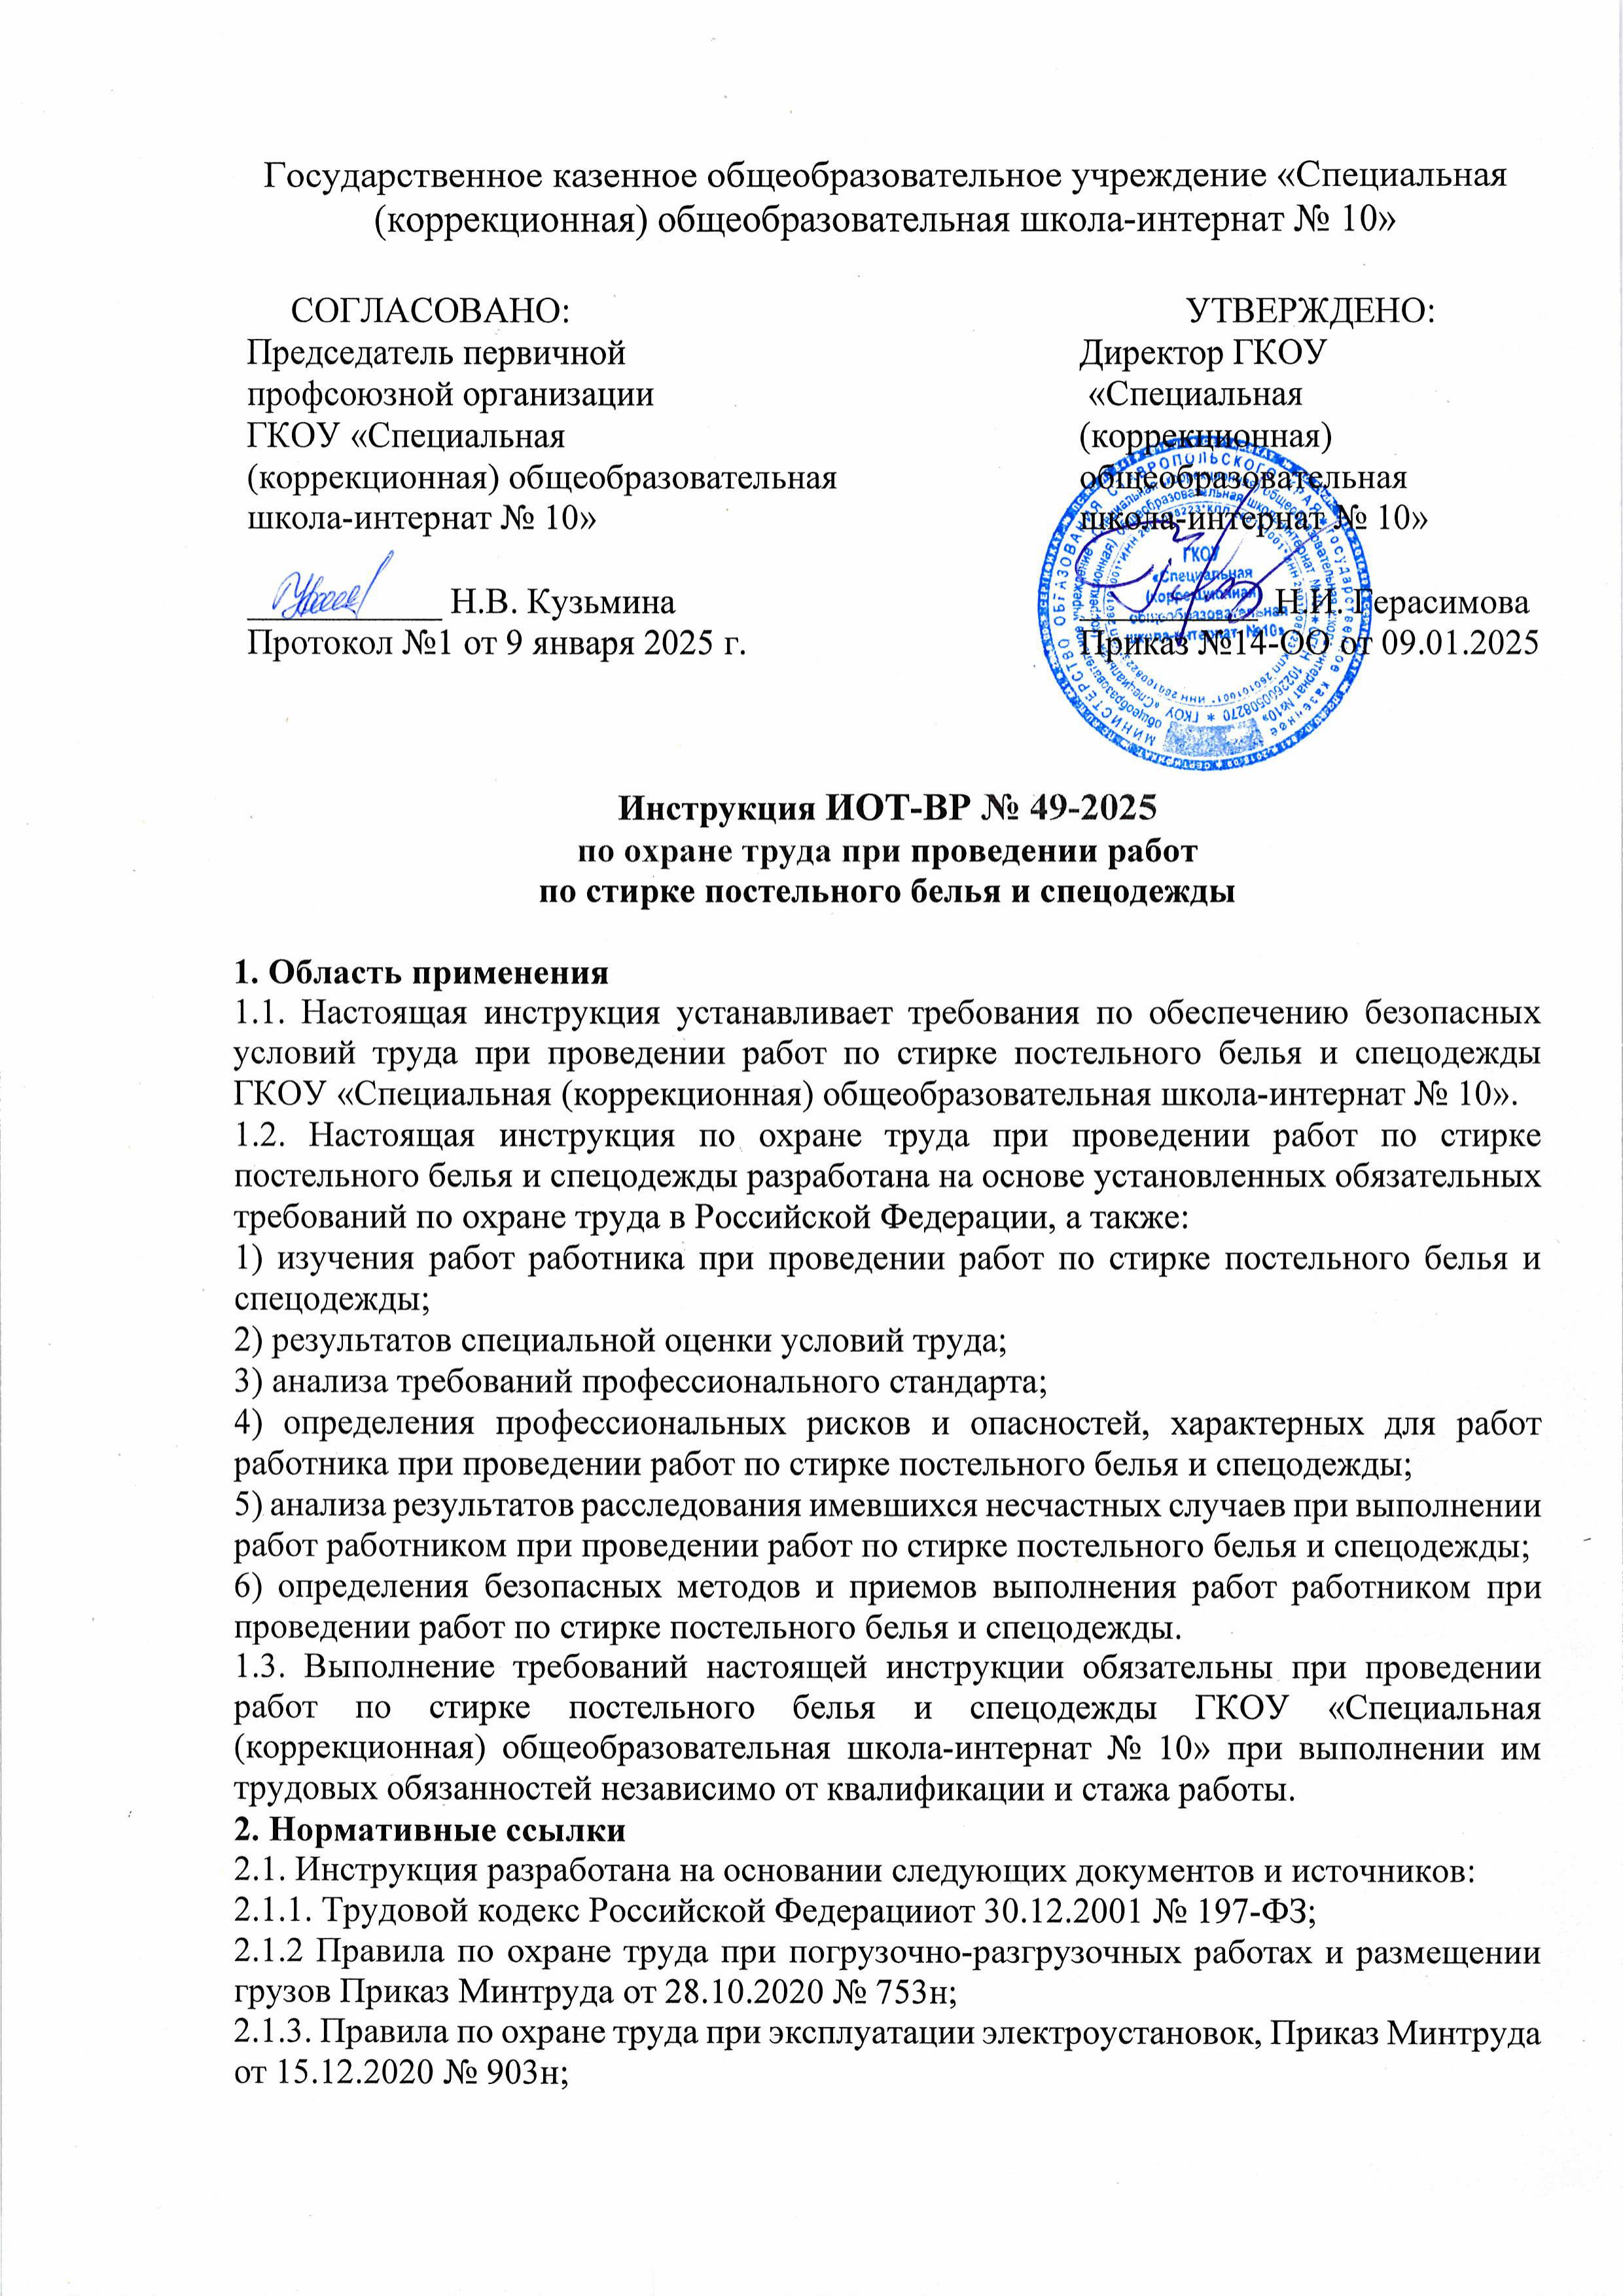 Государственное казенное общеобразовательное учреждение «Специальная
(коррекционная) общеобразовательная школа-интернат № 10»
СОГЛАСОВАНО:
Председатель первичной
профсоюзной организации
ГКОУ «Специальная
(коррекционная) общеобразовательная
школа-интернат № 10»
Н.В. Кузьмина
Протокол №1 от 9 января 2025 г.
УТВЕРЖДЕНО:
Директор ГКОУ
«Специальная
(коррекционная)
общеобразовательная
школа-интернат № 10»
Н.И. Герасимова
Приказ №14-ОО от 09.01.2025
ГКОУ
«Специальная
(коррекционная)
общеобразовательная
школа-интернат №10»
Инструкция ИОТ-ВР № 49-2025
по охране труда при проведении работ
по стирке постельного белья и спецодежды
1. Область применения
1.1. Настоящая инструкция устанавливает требования по обеспечению безопасных
условий труда при проведении работ по стирке постельного белья и спецодежды
ГКОУ «Специальная (коррекционная) общеобразовательная школа-интернат № 10».
1.2. Настоящая инструкция по охране труда при проведении работ по стирке
постельного белья и спецодежды разработана на основе установленных обязательных
требований по охране труда в Российской Федерации, а также:
1) изучения работ работника при проведении работ по стирке постельного белья и
спецодежды;
2) результатов специальной оценки условий труда;
3) анализа требований профессионального стандарта;
4) определения профессиональных рисков и опасностей, характерных для работ
работника при проведении работ по стирке постельного белья и спецодежды;
5) анализа результатов расследования имевшихся несчастных случаев при выполнении
работ работником при проведении работ по стирке постельного белья и спецодежды;
6) определения безопасных методов и приемов выполнения работ работником при
проведении работ по стирке постельного белья и спецодежды.
1.3. Выполнение требований настоящей инструкции обязательны при проведении
работ по стирке постельного белья и спецодежды ГКОУ «Специальная
(коррекционная) общеобразовательная школа-интернат № 10» при выполнении им
трудовых обязанностей независимо от квалификации и стажа работы.
2. Нормативные ссылки
2.1. Инструкция разработана на основании следующих документов и источников:
2.1.1. Трудовой кодекс Российской Федерацииот 30.12.2001 № 197-ФЗ;
2.1.2 Правила по охране труда при погрузочно-разгрузочных работах и размещении
грузов Приказ Минтруда от 28.10.2020 № 753н;
2.1.3. Правила по охране труда при эксплуатации электроустановок, Приказ Минтруда
от 15.12.2020 № 903н;